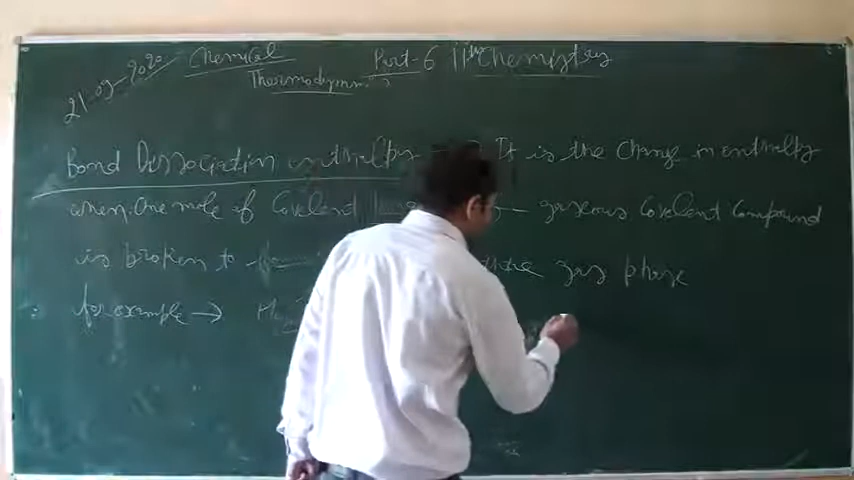 21-09-2020 Chemical Part-6 11th Chemistry
Thermodynamics
Bond Dissociation enthalpy It is the Change in enthalpy
when One mole of Covalent gaseous Covalent Compound
is broken to the gas phase
for example → H